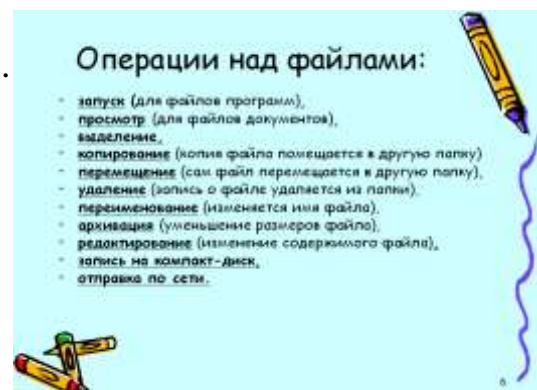 Операции над файлами:
- запуск (для файлов программ),
- просмотр (для файлов документов),
- выделение,
- копирование (копия файла помещается в другую папку)
- перемещение (сам файл перемещается в другую папку),
- удаление (запись о файле удаляется из папки),
- переименование (изменяется имя файла),
- архивация (уменьшение размеров файла),
- редактирование (изменение содержимого файла),
- запись на компакт-диск,
- отправка по сети.